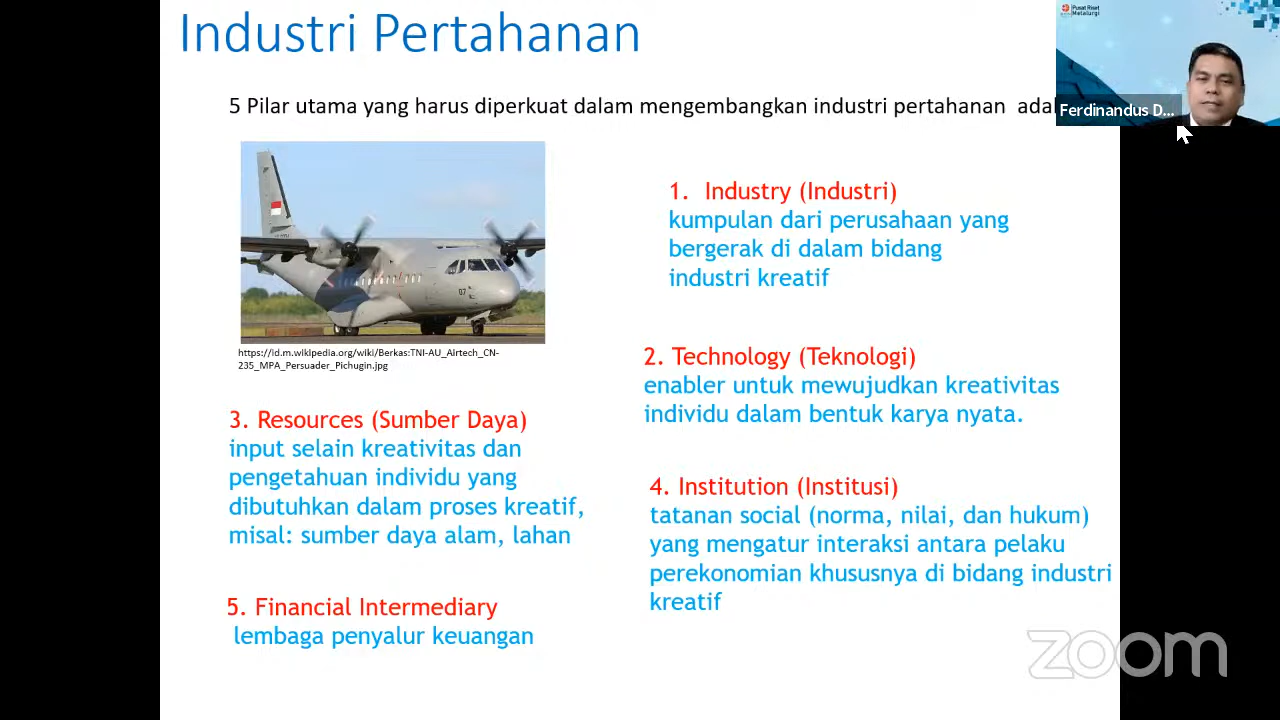 Industri Pertahanan
Pusat Riset
Metalurgi
5 Pilar utama yang harus diperkuat dalam mengembangkan industri pertahanan
Ferdinandus D...
1. Industry (Industri)
kumpulan dari perusahaan yang
bergerak di dalam bidang
industri kreatif
07
https://id.m.wikipedia.org/wiki/Berkas:TNI-AU_Airtech_CN-
235_MPA_Persuader_Pichugin.jpg
2. Technology (Teknologi)
enabler untuk mewujudkan kreativitas
individu dalam bentuk karya nyata.
3. Resources (Sumber Daya)
input selain kreativitas dan
pengetahuan individu yang
dibutuhkan dalam proses kreatif,
misal: sumber daya alam, lahan
4. Institution (Institusi)
tatanan social (norma, nilai, dan hukum)
yang mengatur interaksi antara pelaku
perekonomian khususnya di bidang industri
kreatif
5. Financial Intermediary
lembaga penyalur keuangan
zoom